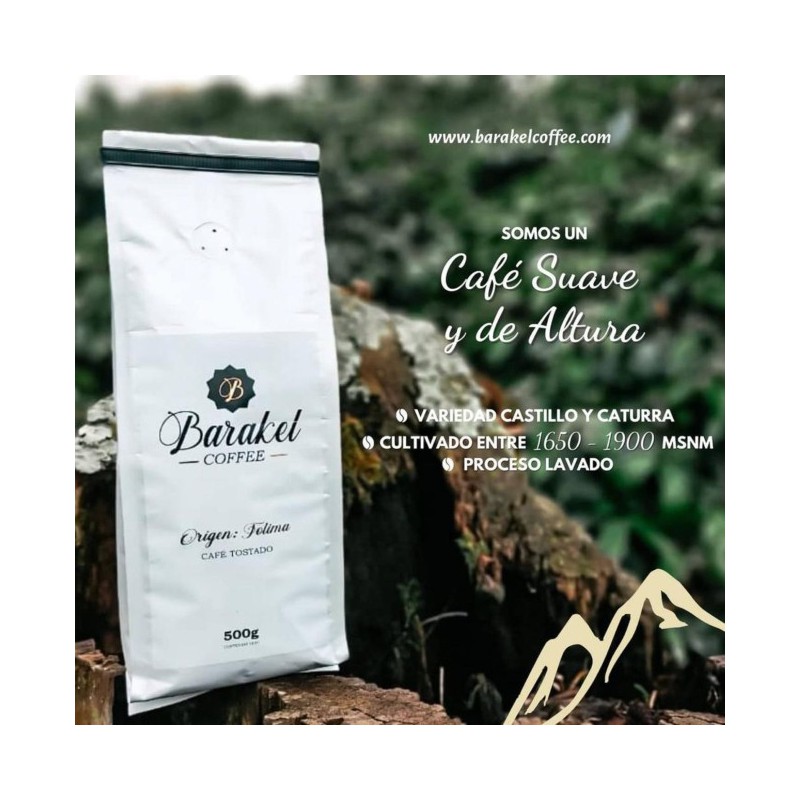 www.barakelcoffee.com
SOMOS UN
Café Suave
y de Altura
VARIEDAD CASTILLO Y CATURRA
CULTIVADO ENTRE 1650 - 1900 MSNM
PROCESO LAVADO
B
Barakel
COFFEE
Origen: Tolima
CAFÉ TOSTADO
500g